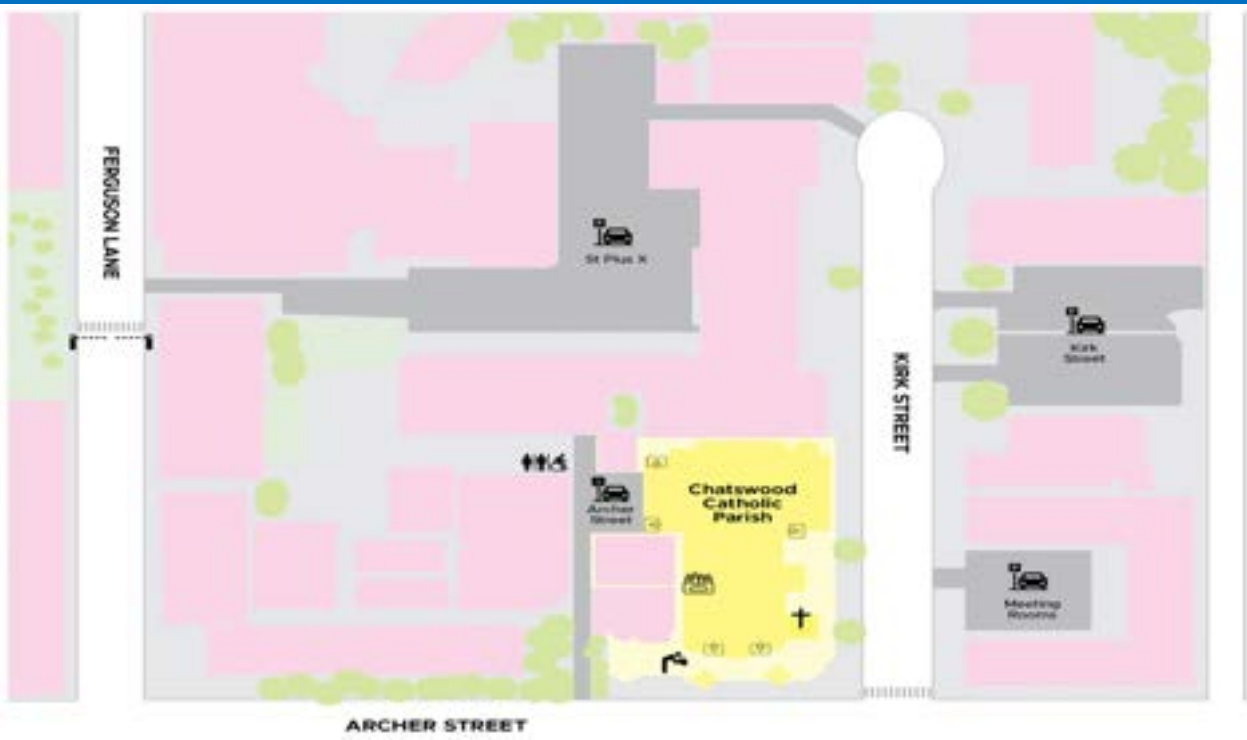 FERGUSON LANE
St Pius X
KIRK STREET
Kirk
Street
Archer
Street
Chatswood
Catholic
Parish
Meeting
Rooms
ARCHER STREET